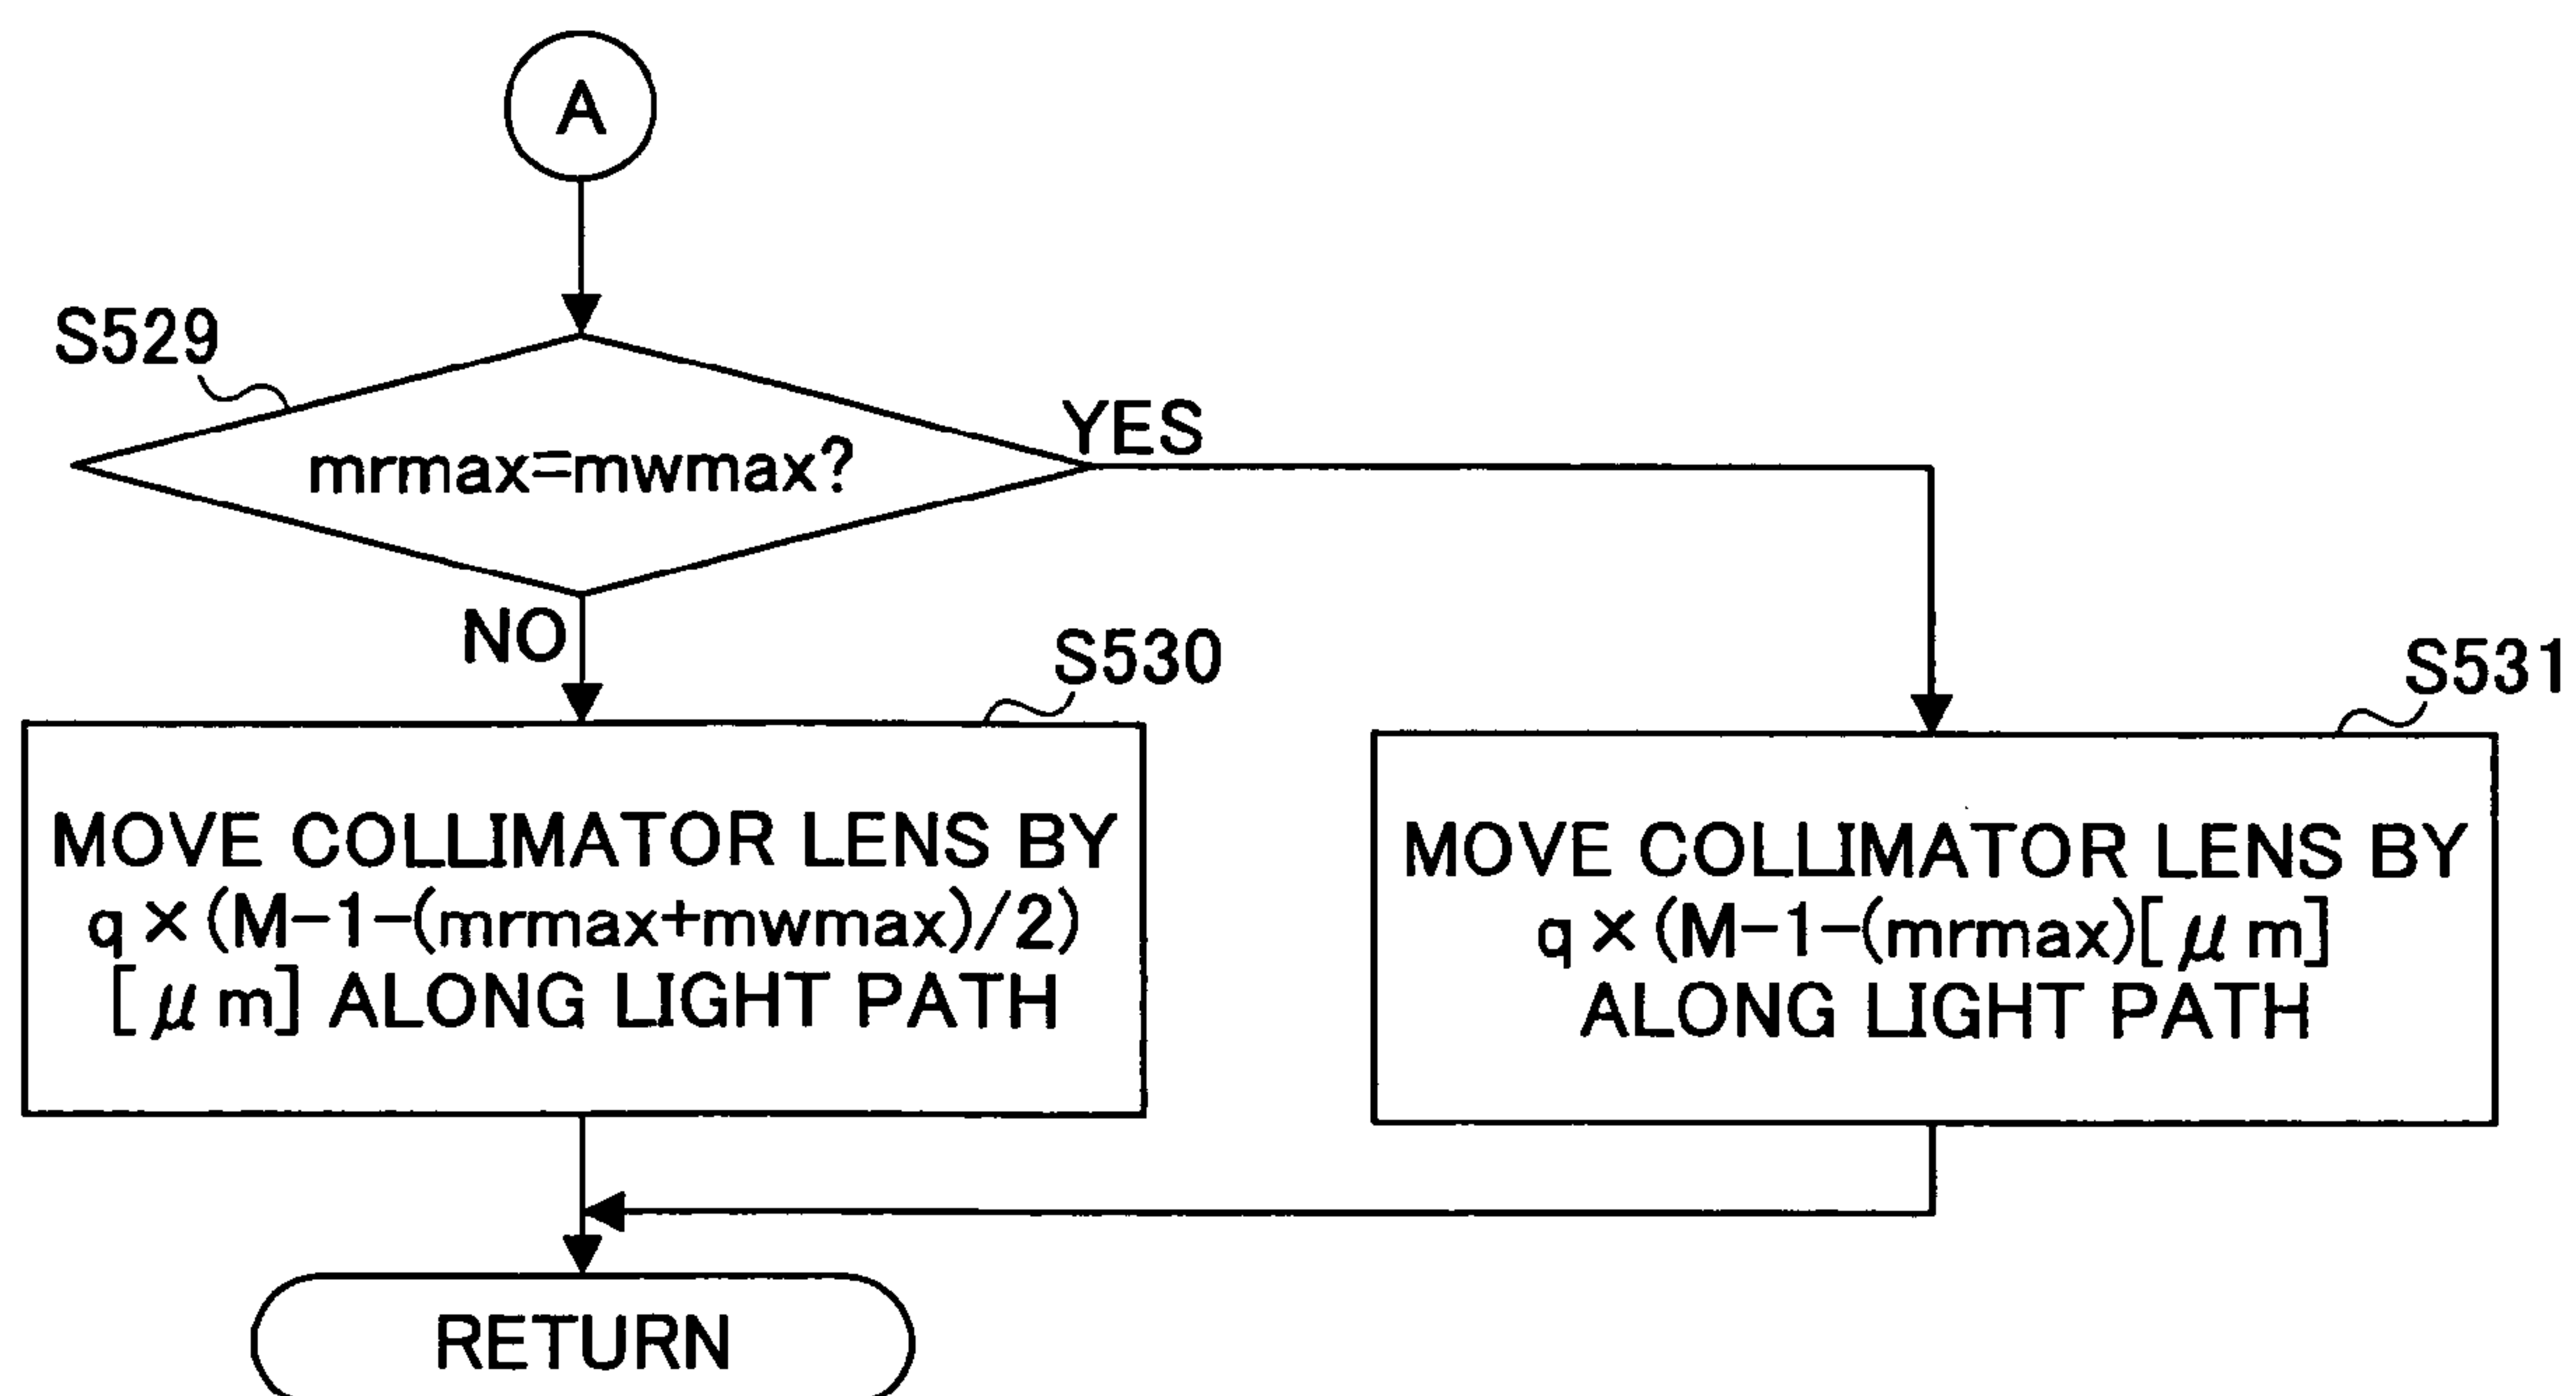 A
S529
YES
mrmax=mwmax?
NO
S530
S531
MOVE COLLIMATOR LENS BY
q×(M-1-(mrmax+mwmax)/2)
[μm] ALONG LIGHT PATH
MOVE COLLIMATOR LENS BY
q×(M-1-(mrmax)[μm]
ALONG LIGHT PATH
RETURN